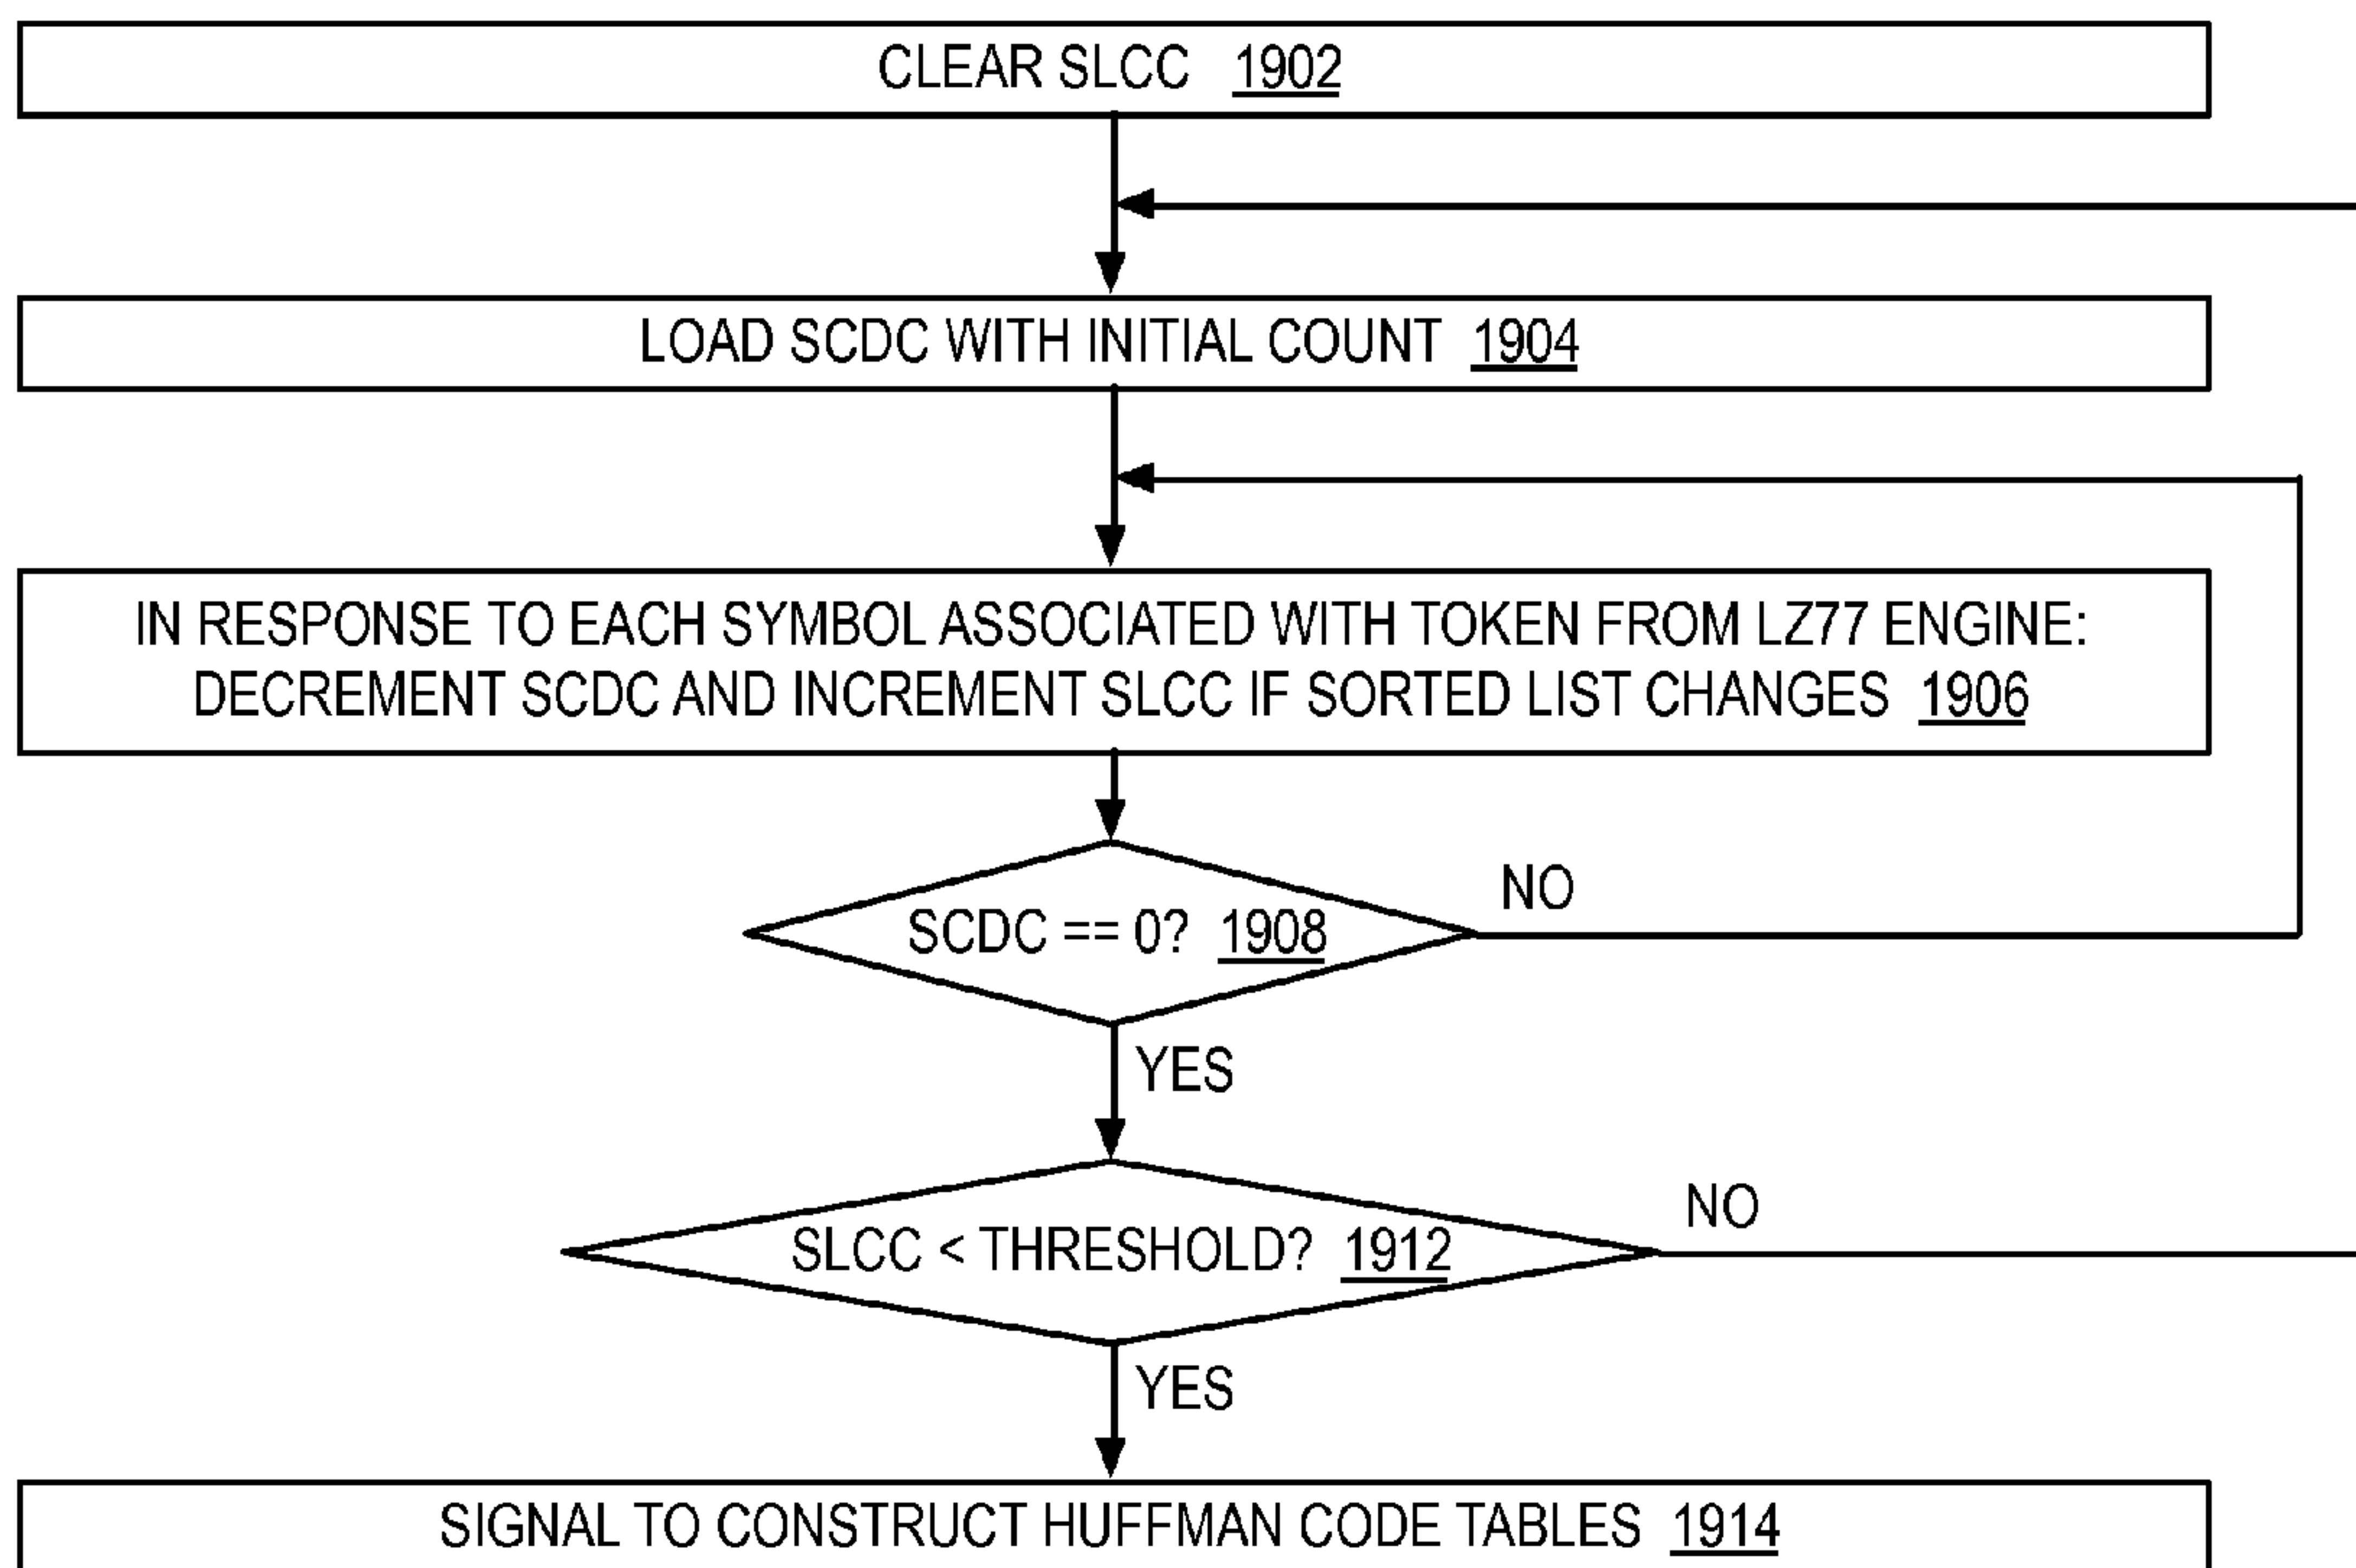 CLEAR SLCC 1902
LOAD SCDC WITH INITIAL COUNT 1904
IN RESPONSE TO EACH SYMBOL ASSOCIATED WITH TOKEN FROM LZ77 ENGINE:
DECREMENT SCDC AND INCREMENT SLCC IF SORTED LIST CHANGES 1906
NO
SCDC == 0? 1908
YES
NO
SLCC < THRESHOLD? 1912
YES
SIGNAL TO CONSTRUCT HUFFMAN CODE TABLES 1914